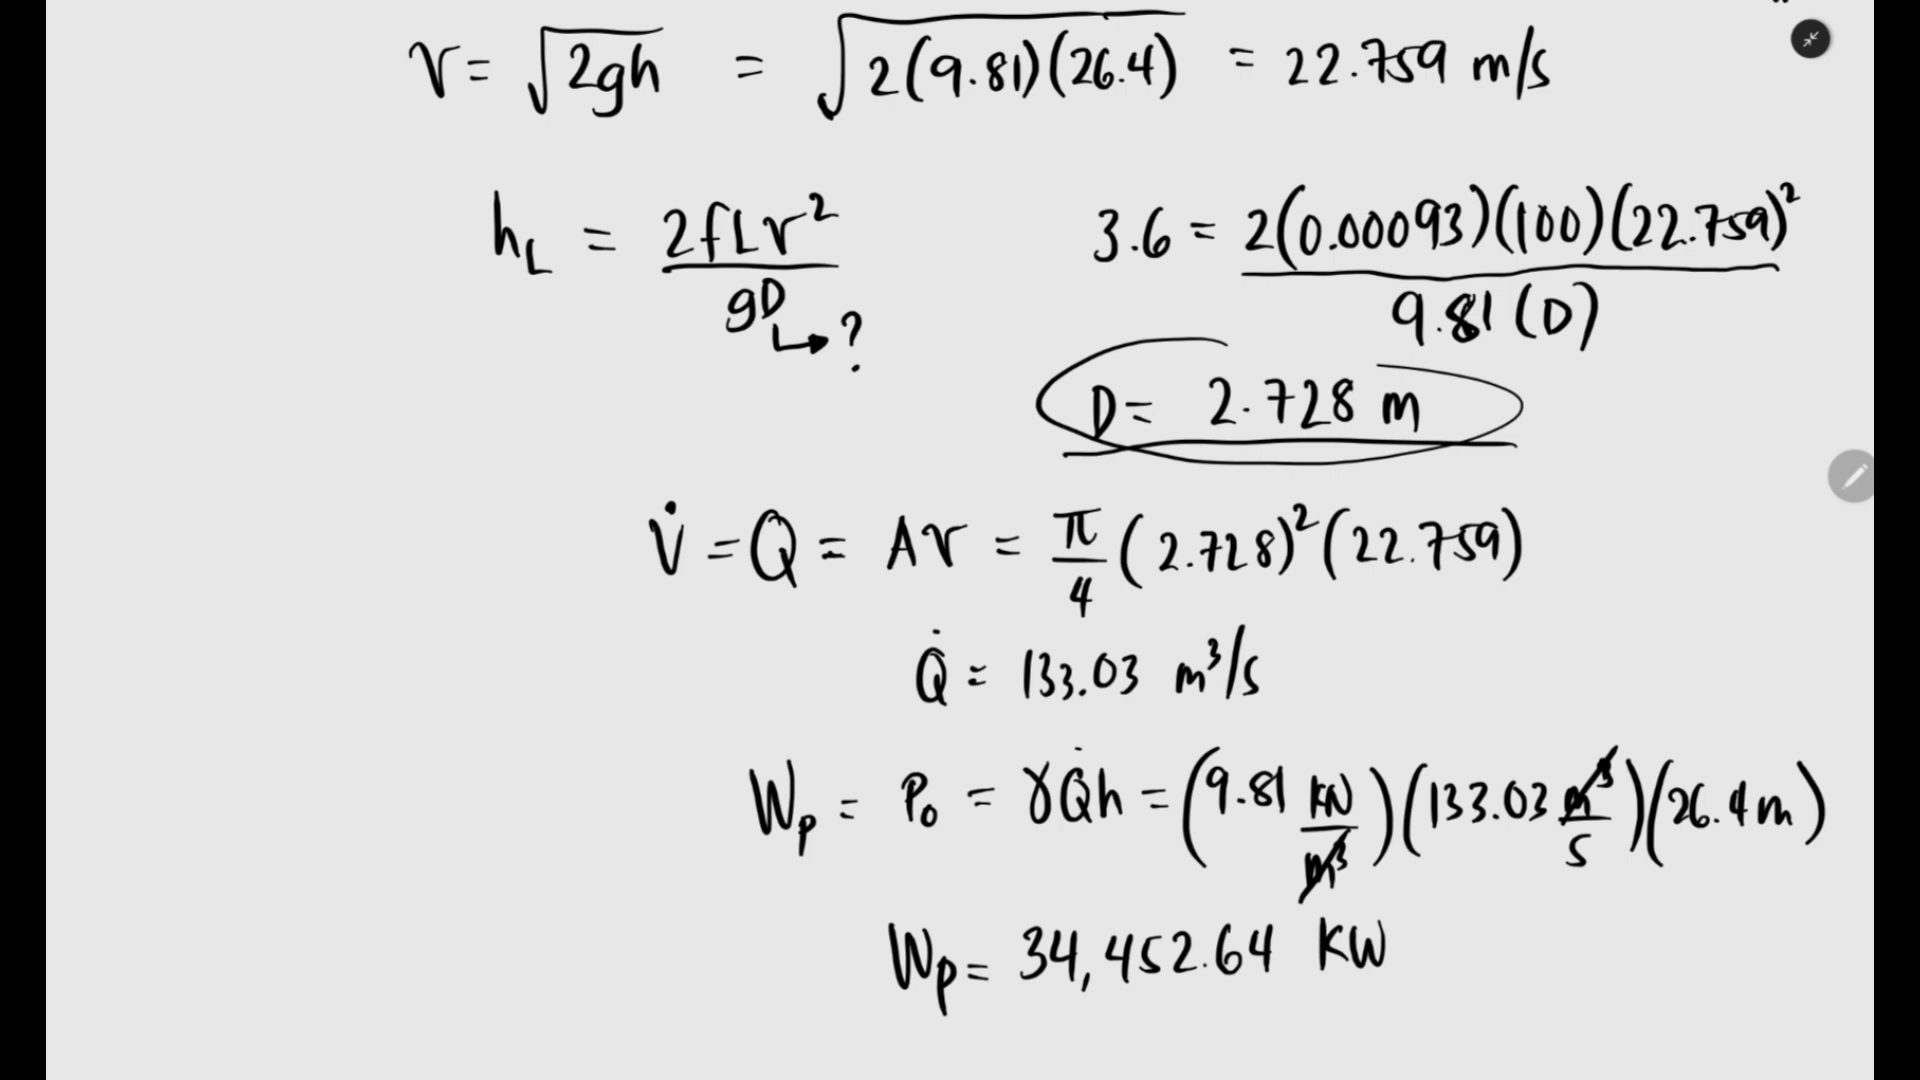 v = √2gh = √2(9.81)(26.4) = 22.759 m/s
hL = 2fLv² / gD → ? 3.6 = 2(0.00093)(100)(22.759)² / 9.81(D)
D = 2.728 m
V̇ = Q = Av = π/4 (2.728)² (22.759)
Q̇ = 133.03 m³/s
Wp = Po = γQ̇h = (9.81 KN/m³)(133.03 m³/s)(26.4m)
Wp = 34,452.64 KW